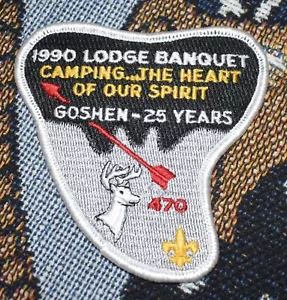 1990 LODGE BANQUET
CAMPING...THE HEART
OF OUR SPIRIT
GOSHEN - 25 YEARS
470